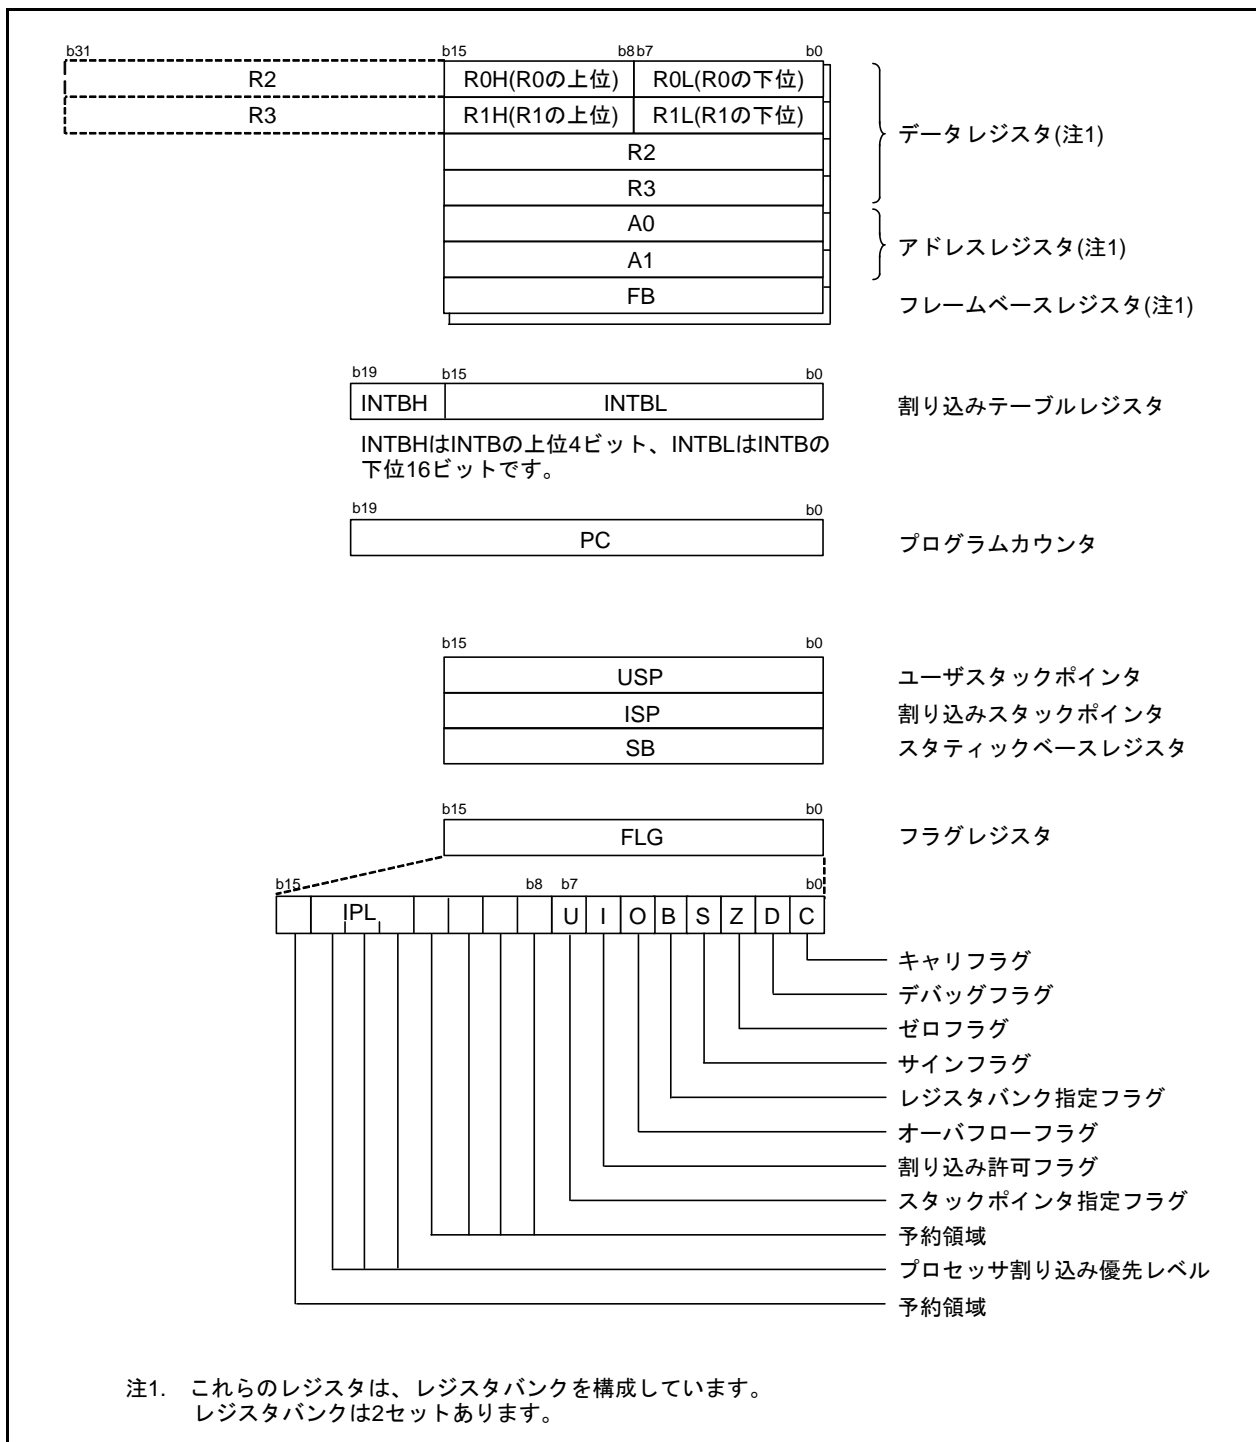 b31 b15 b8 b7 b0
R2 R0H(R0の上位) R0L(R0の下位)
R3 R1H(R1の上位) R1L(R1の下位)
データレジスタ(注1)
R2
R3
A0
アドレスレジスタ(注1)
A1
FB
フレームベースレジスタ(注1)
b19 b15 b0
INTBH INTBL 割り込みテーブルレジスタ
INTBHはINTBの上位4ビット、INTBLはINTBの
下位16ビットです。
b19 b0
PC プログラムカウンタ
b15 b0
USP ユーザスタックポインタ
ISP 割り込みスタックポインタ
SB スタティックベースレジスタ
b15 b0
FLG フラグレジスタ
b15 b8 b7 b0
IPL U I O B S Z D C
キャリフラグ
デバッグフラグ
ゼロフラグ
サインフラグ
レジスタバンク指定フラグ
オーバフローフラグ
割り込み許可フラグ
スタックポインタ指定フラグ
予約領域
プロセッサ割り込み優先レベル
予約領域
注1. これらのレジスタは、レジスタバンクを構成しています。
レジスタバンクは2セットあります。